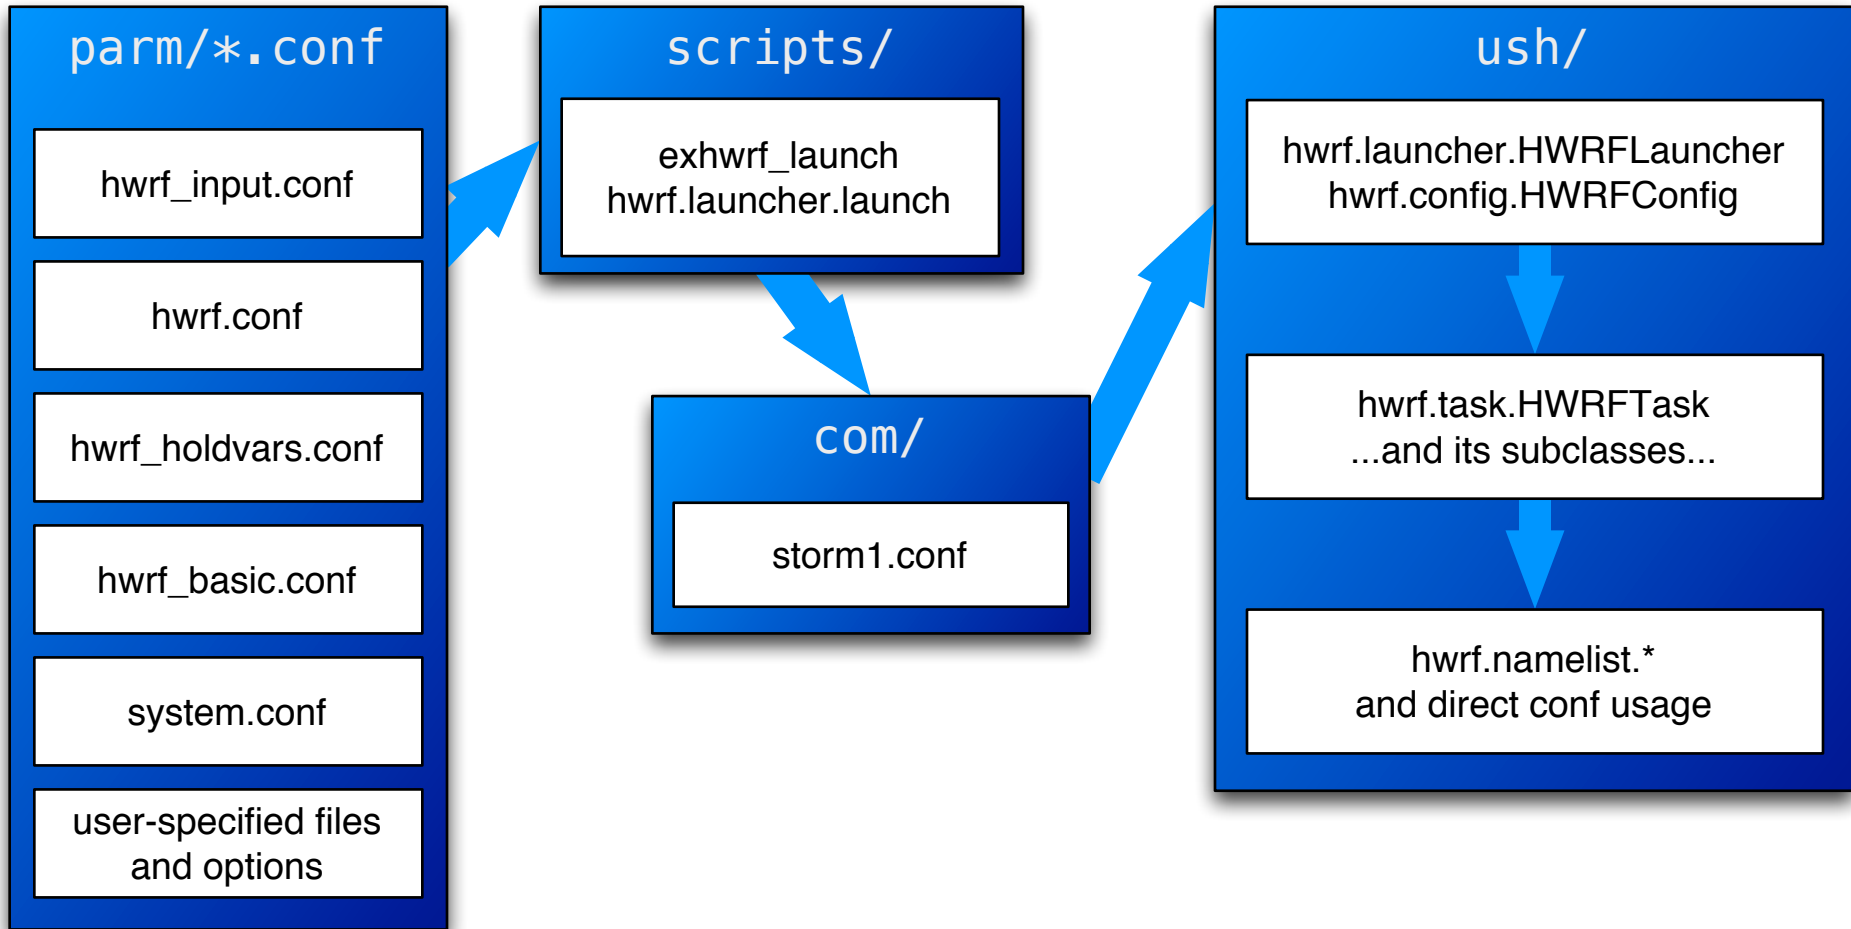 parm/*.conf
hwrf_input.conf
hwrf.conf
hwrf_holdvars.conf
hwrf_basic.conf
system.conf
user-specified files
and options
scripts/
exhwrf_launch
hwrf.launcher.launch
com/
storm1.conf
ush/
hwrf.launcher.HWRFLauncher
hwrf.config.HWRFConfig
hwrf.task.HWRFTask
...and its subclasses...
hwrf.namelist.*
and direct conf usage